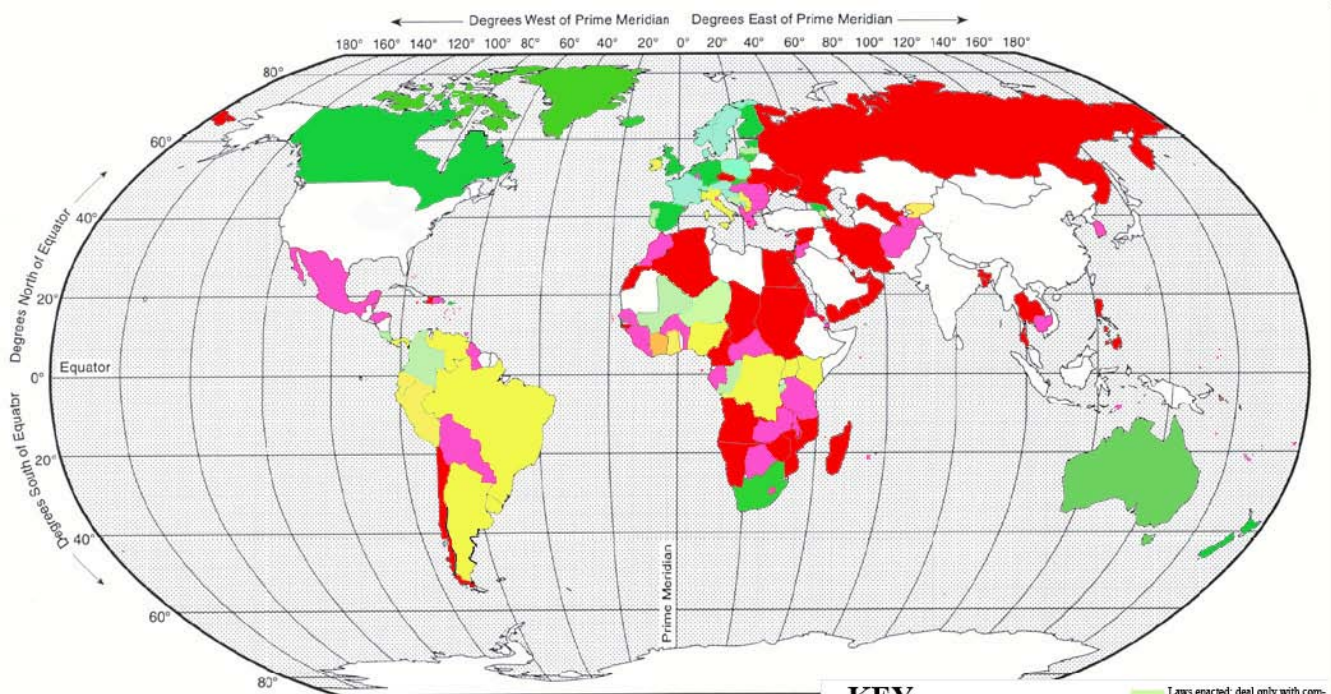 Degrees West of Prime Meridian Degrees East of Prime Meridian
180° 160° 140° 120° 100° 80° 60° 40° 20° 0° 20° 40° 60° 80° 100° 120° 140° 160° 180°
80°
60°
40°
20°
Equator 0°
20°
40°
60°
80°
Degrees North of Equator
Degrees South of Equator
Prime Meridian
KEY
Laws enacted; deal only with com-